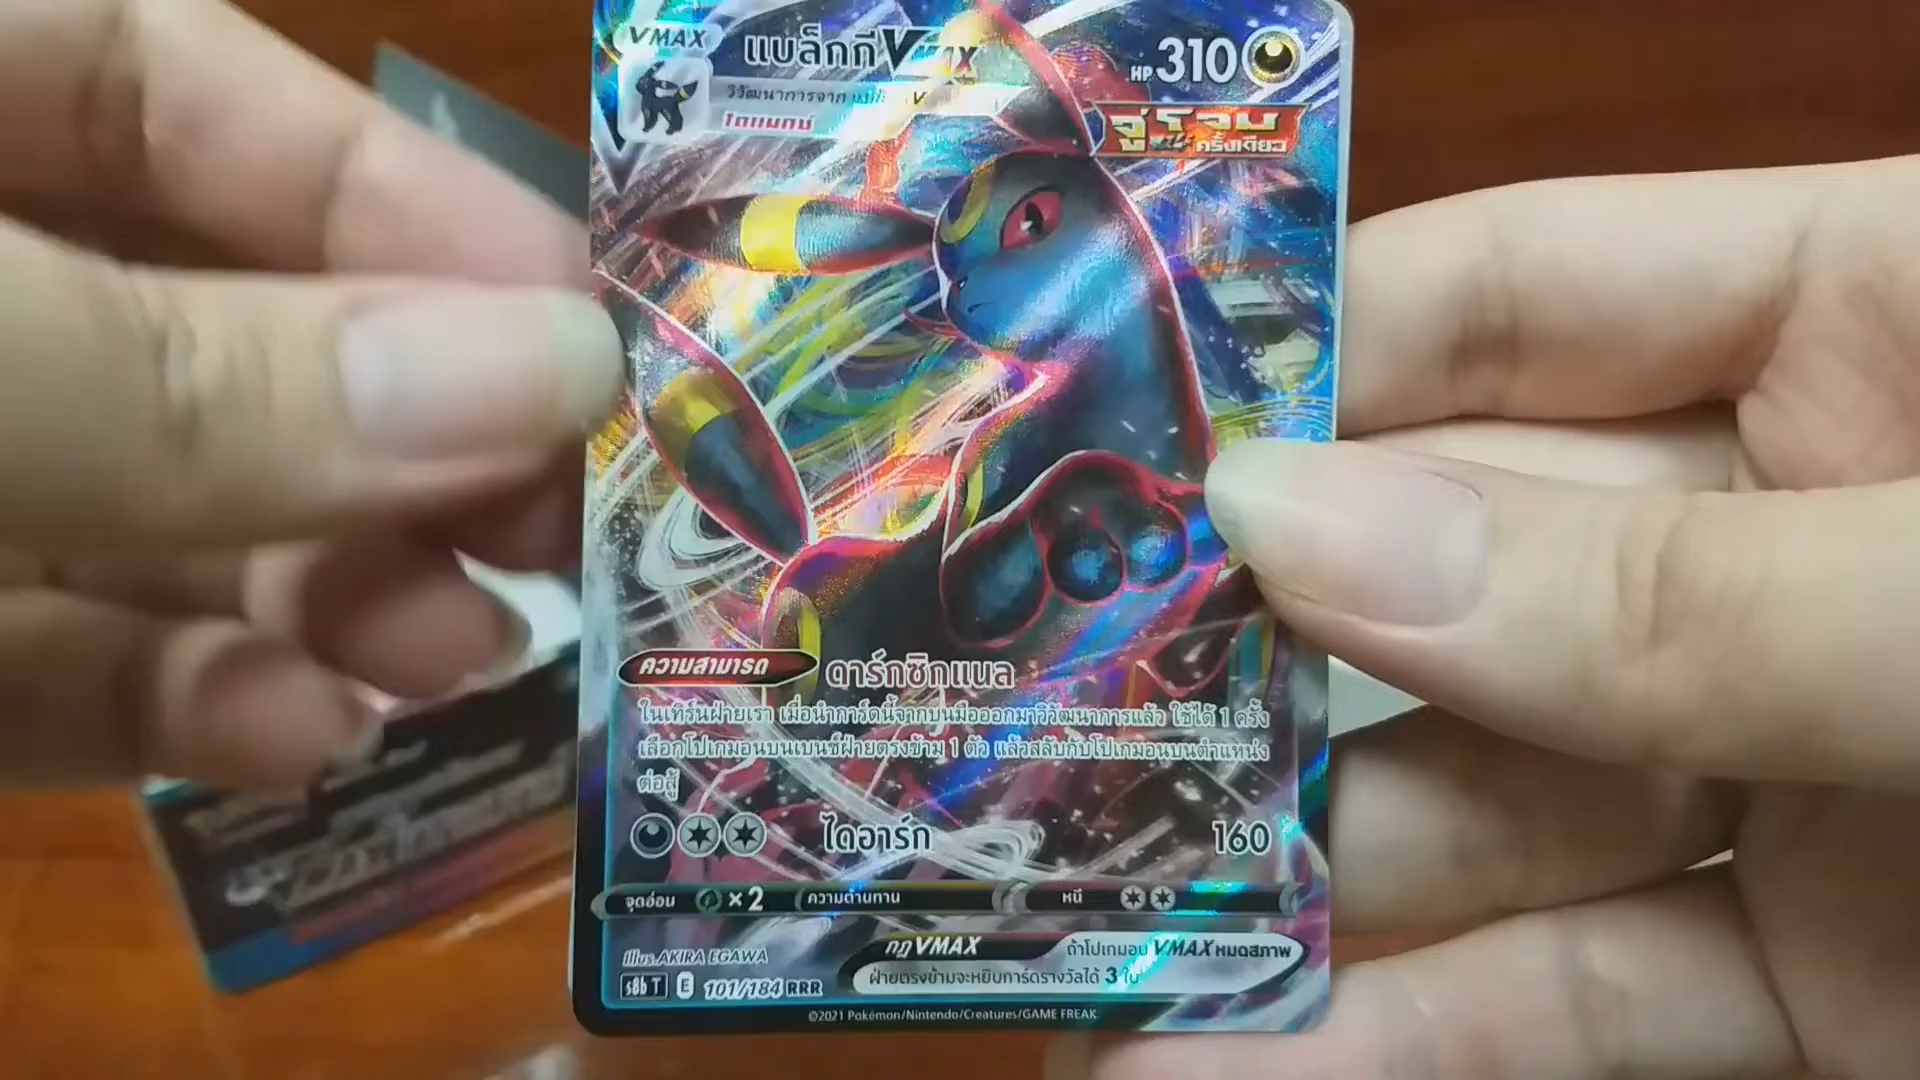 VMAX
แบล็กกี VMAX
HP 310
วิวัฒนาการจาก
ไดแมกซ์
จู่โจม
ครั้งเดียว
ความสามารถ ดาร์กซิกแนล
ในเทิร์นฝ่ายเรา เมื่อนำการ์ดนี้จากบนมือออกมาวิวัฒนาการแล้ว ใช้ได้ 1 ครั้ง
เลือกโปเกมอนบนเบนช์ฝ่ายตรงข้าม 1 ตัว แล้วสลับกับโปเกมอนบนตำแหน่ง
ต่อสู้
ไดอาร์ก 160
จุดอ่อน ×2 ความต้านทาน หนี
Illus. AKIRA EGAWA
กฎ VMAX ถ้าโปเกมอน VMAX หมดสภาพ
ฝ่ายตรงข้ามจะหยิบการ์ดรางวัลได้ 3 ใบ
s8b T E 101/184 RRR
©2021 Pokémon/Nintendo/Creatures/GAME FREAK